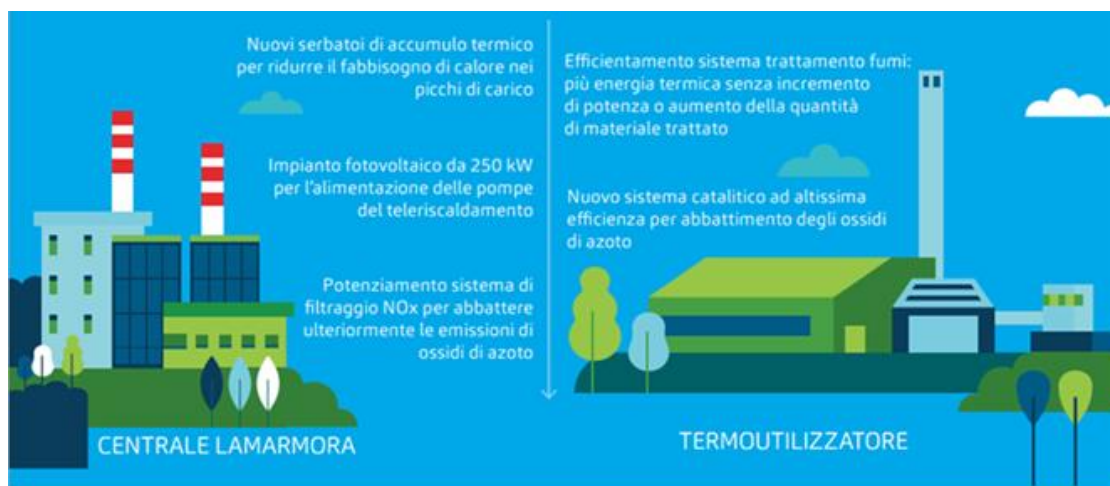 Nuovi serbatoi di accumulo termico
per ridurre il fabbisogno di calore nei
picchi di carico
Impianto fotovoltaico da 250 kW
per l'alimentazione delle pompe
del teleriscaldamento
Potenziamento sistema di
filtraggio NOx per abbattere
ulteriormente le emissioni di
ossidi di azoto
CENTRALE LAMARMORA
Efficientamento sistema trattamento fumi:
più energia termica senza incremento
di potenza o aumento della quantità
di materiale trattato
Nuovo sistema catalitico ad altissima
efficienza per abbattimento degli ossidi
di azoto
TERMOUTILIZZATORE